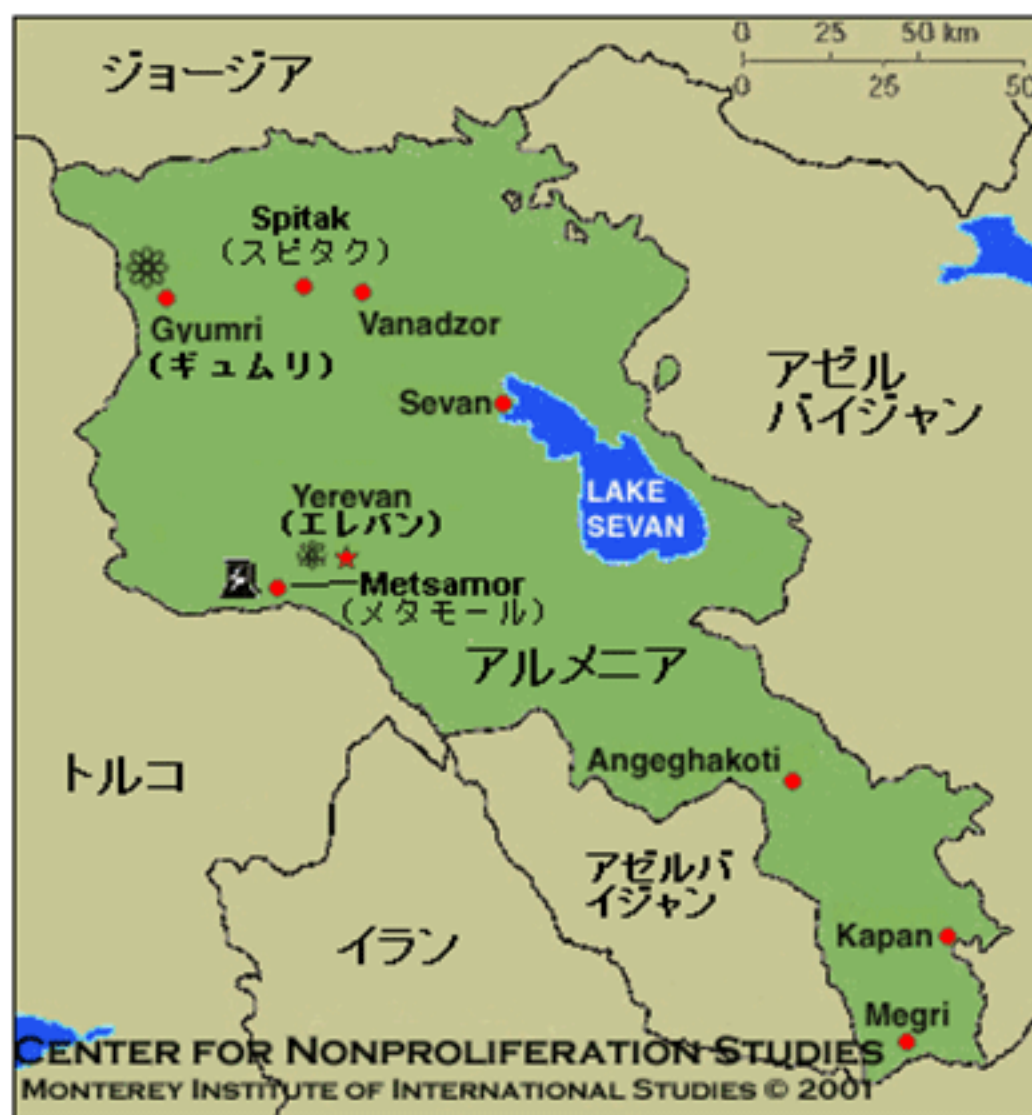 0 25 50 km
0 25 50
ジョージア
Spitak
(スピタク)
Gyumri
(ギュムリ)
Vanadzor
アゼル
バイジャン
Sevan
LAKE
SEVAN
Yerevan
(エレバン)
Metsamor
(メタモール)
アルメニア
トルコ
Angeghakoti
アゼルバ
イジャン
イラン
Kapan
Megri
CENTER FOR NONPROLIFERATION STUDIES
MONTEREY INSTITUTE OF INTERNATIONAL STUDIES © 2001